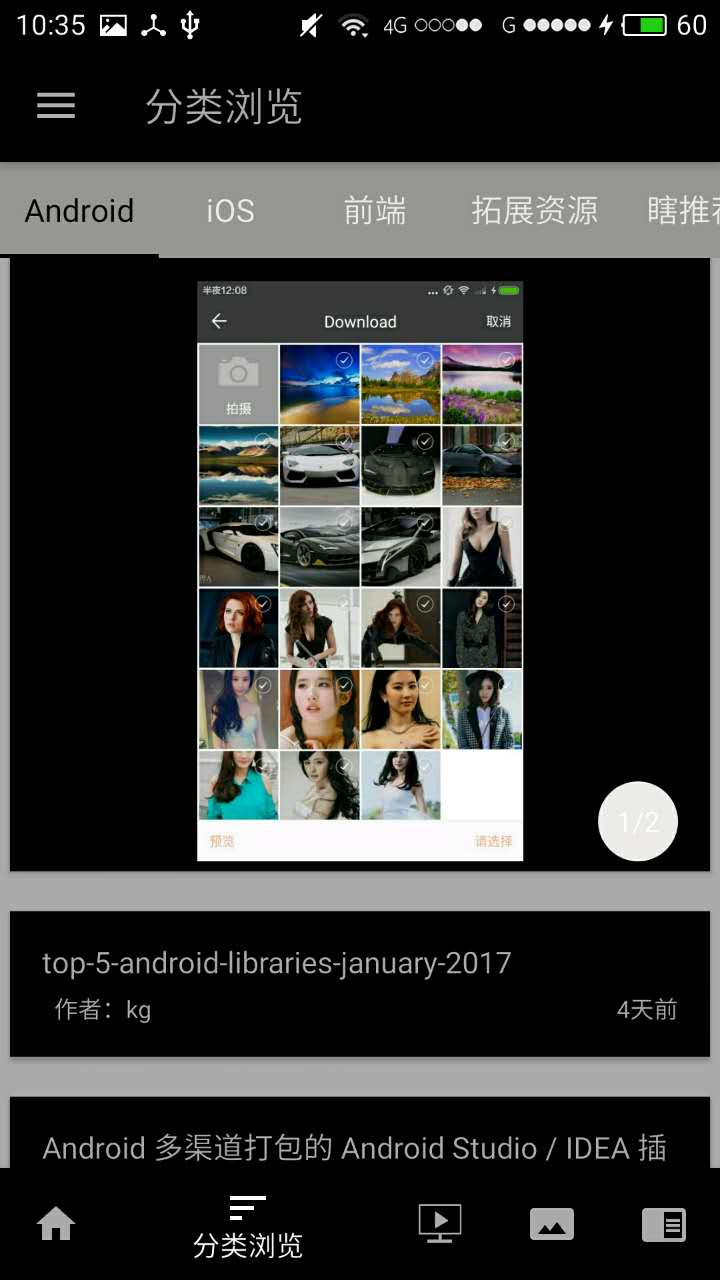 10:35 4G G 60
分类浏览
Android iOS 前端 拓展资源 瞎推荐
半夜12:08
Download 取消
拍摄
预览 请选择
1/2
top-5-android-libraries-january-2017
作者：kg 4天前
Android 多渠道打包的 Android Studio / IDEA 插
分类浏览